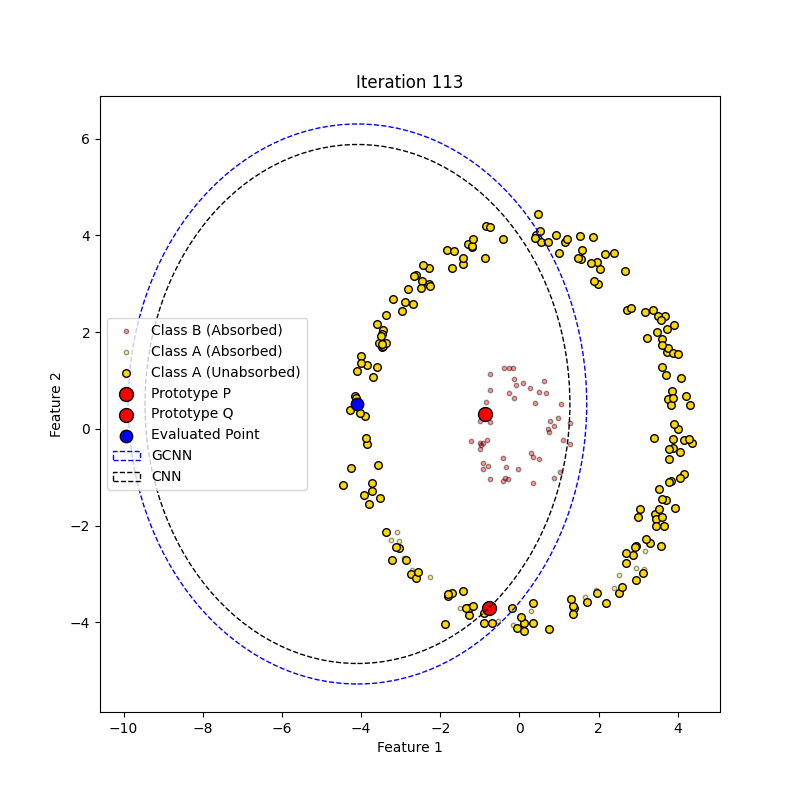 Iteration 113
6
4
2
0
−2
−4
Feature 2
Class B (Absorbed)
Class A (Absorbed)
Class A (Unabsorbed)
Prototype P
Prototype Q
Evaluated Point
GCNN
CNN
−10 −8 −6 −4 −2 0 2 4
Feature 1